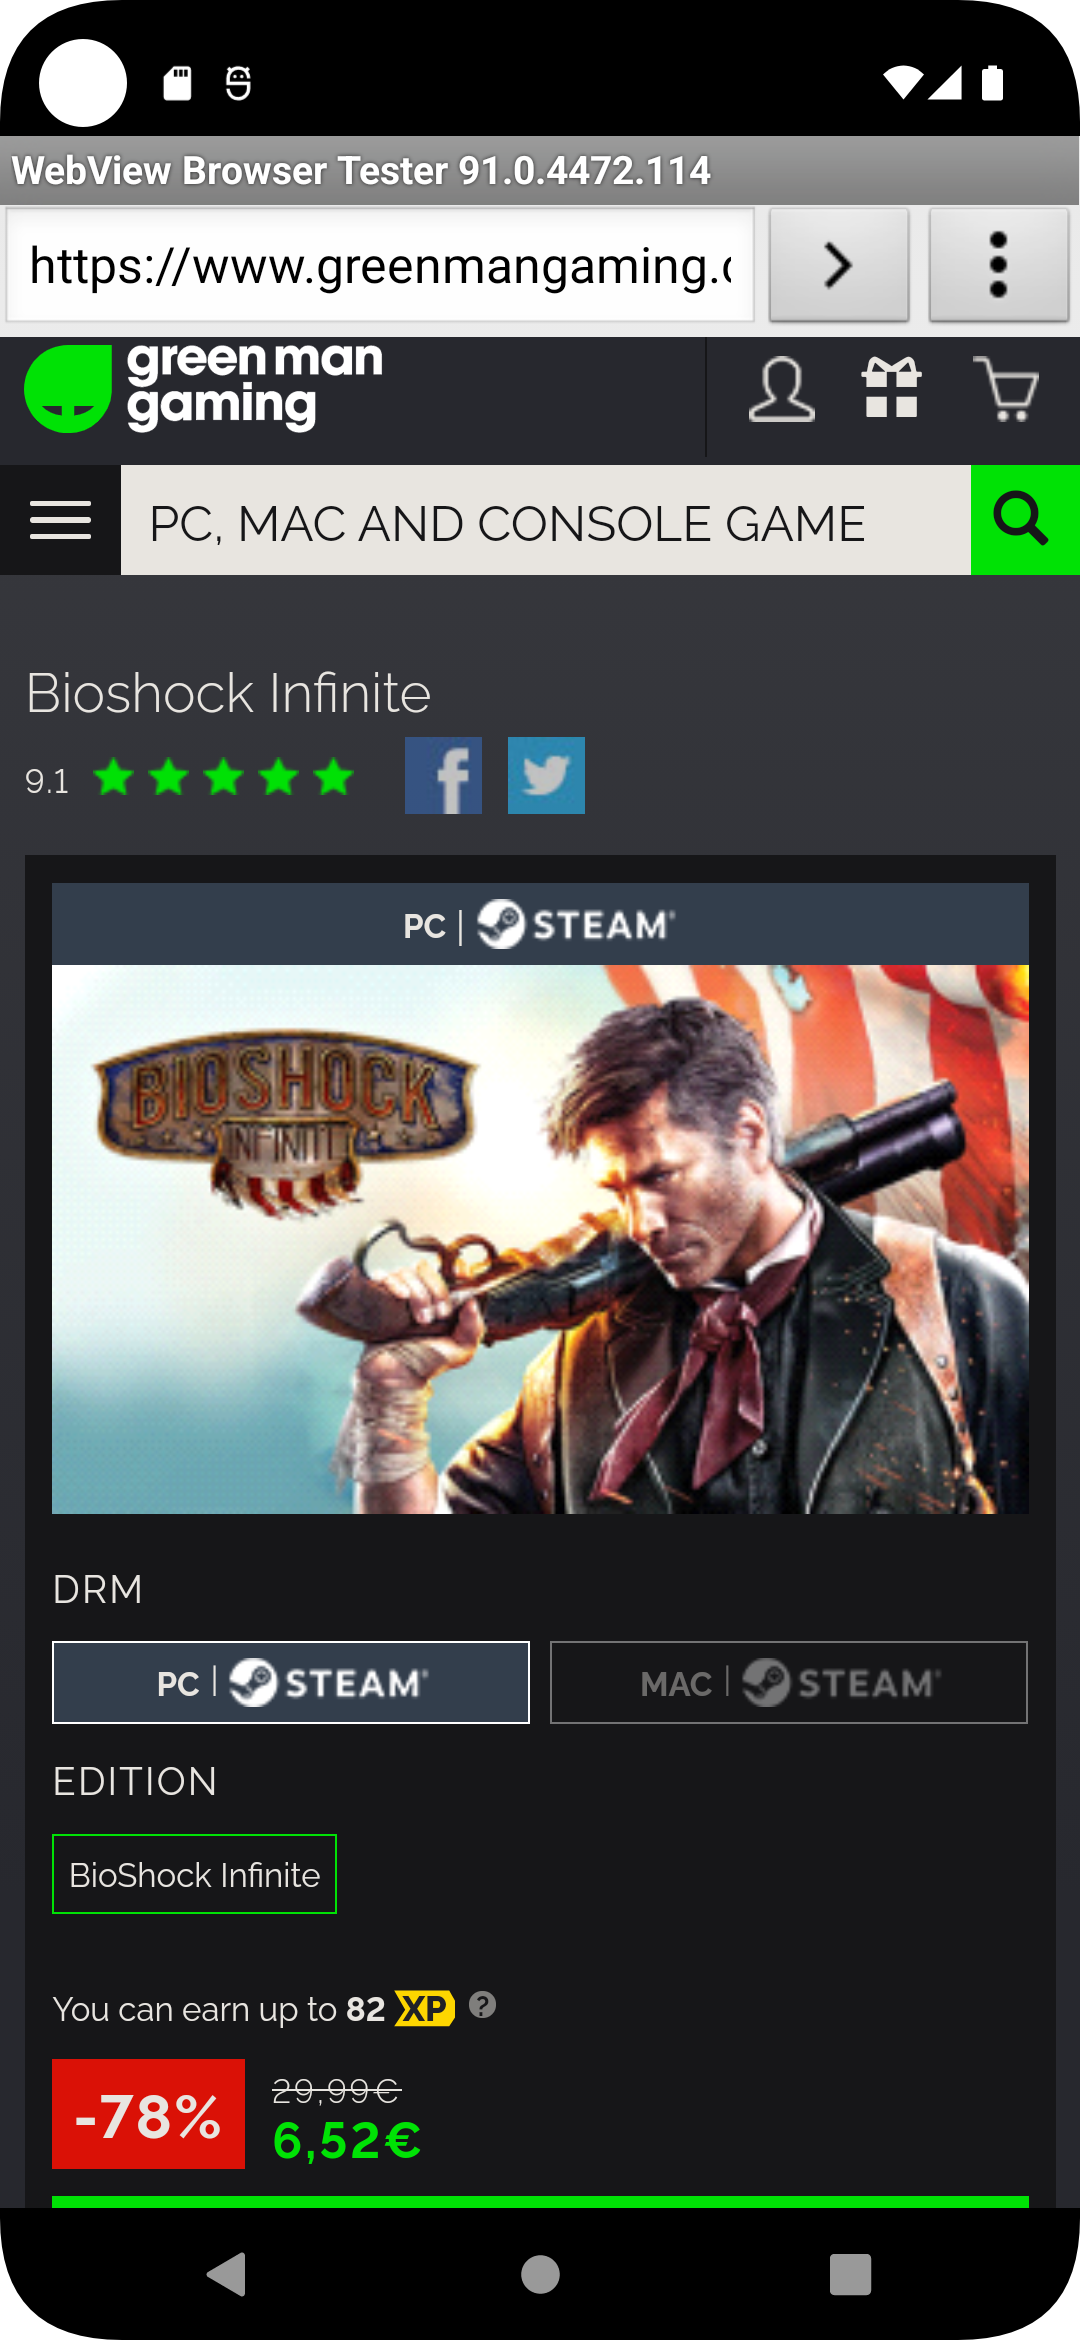 WebView Browser Tester 91.0.4472.114
https://www.greenmangaming.c
green man
gaming
PC, MAC AND CONSOLE GAME
Bioshock Infinite
9.1
PC | STEAM
BIOSHOCK
INFINITE
DRM
PC | STEAM
MAC | STEAM
EDITION
BioShock Infinite
You can earn up to 82 XP ?
-78%
29,99€
6,52€